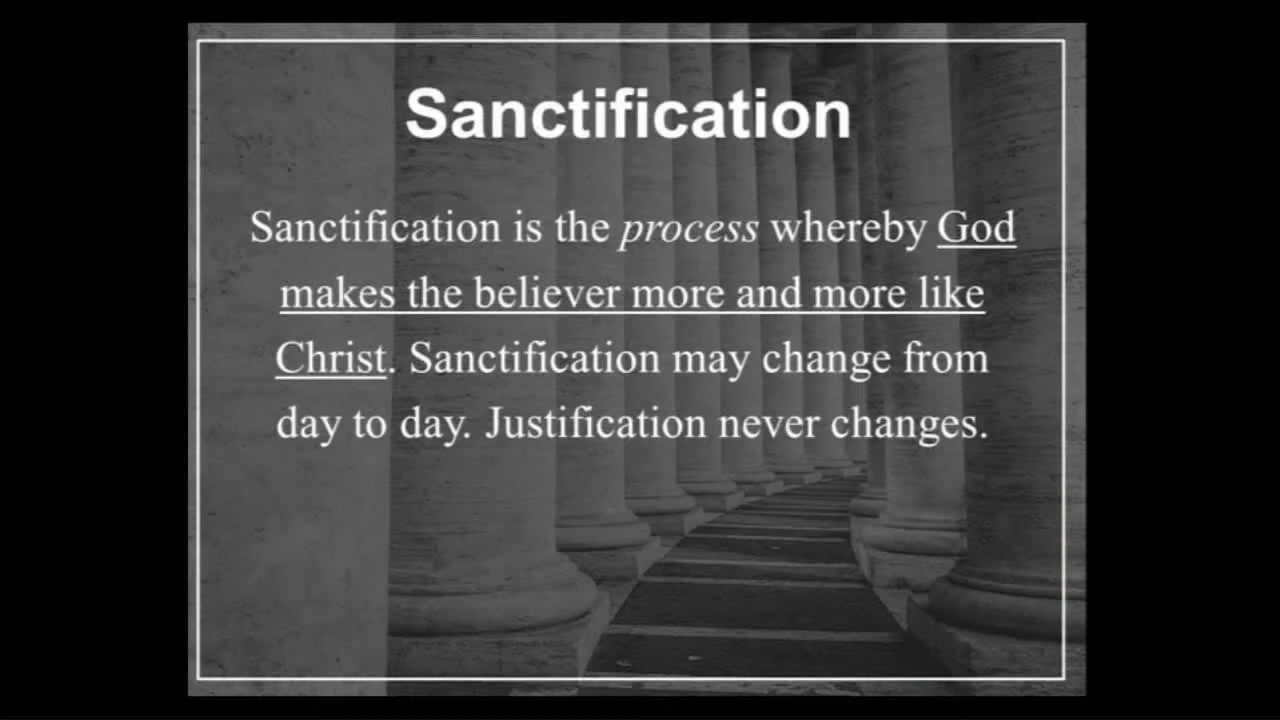 Sanctification
Sanctification is the process whereby God
makes the believer more and more like
Christ. Sanctification may change from
day to day. Justification never changes.